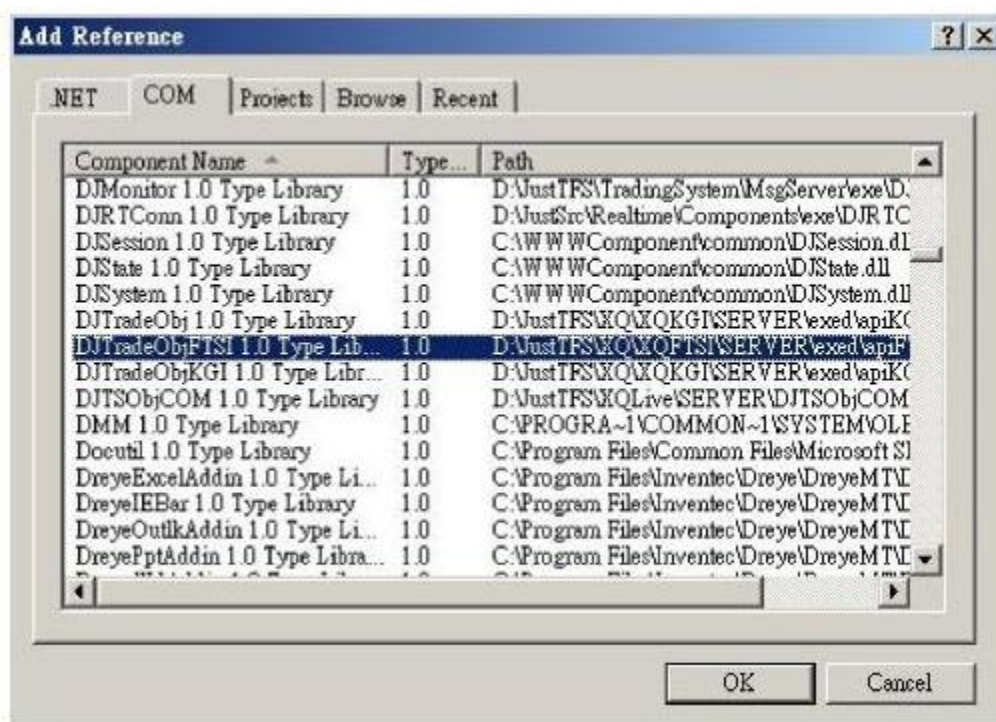 Add Reference
.NET COM Projects Browse Recent
Component Name Type... Path
DJMonitor 1.0 Type Library 1.0 D:\JustTFS\TradingSystem\MsgServer\exe\DJ
DJRTConn 1.0 Type Library 1.0 D:\JustSrc\Realtime\Components\exe\DJRTC
DJSession 1.0 Type Library 1.0 C:\WWWComponent\common\DJSession.dll
DJState 1.0 Type Library 1.0 C:\WWWComponent\common\DJState.dll
DJSystem 1.0 Type Library 1.0 C:\WWWComponent\common\DJSystem.dll
DJTradeObj 1.0 Type Library 1.0 D:\JustTFS\XQ\XQKGI\SERVER\exed\apiK
DJTradeObjFTSI 1.0 Type Lib... 1.0 D:\JustTFS\XQ\XQFTSI\SERVER\exed\apiF
DJTradeObjKGI 1.0 Type Libr... 1.0 D:\JustTFS\XQ\XQKGI\SERVER\exed\apiK
DJTSObjCOM 1.0 Type Library 1.0 D:\JustTFS\XQLive\SERVER\DJTSObjCOM
DMM 1.0 Type Library 1.0 C:\PROGRA~1\COMMON~1\SYSTEM\OLE
Docutil 1.0 Type Library 1.0 C:\Program Files\Common Files\Microsoft S
DreyeExcelAddin 1.0 Type Li... 1.0 C:\Program Files\Inventec\Dreye\DreyeMT\D
DreyeIEBar 1.0 Type Library 1.0 C:\Program Files\Inventec\Dreye\DreyeMT\D
DreyeOutlkAddin 1.0 Type Li... 1.0 C:\Program Files\Inventec\Dreye\DreyeMT\D
DreyePptAddin 1.0 Type Libra... 1.0 C:\Program Files\Inventec\Dreye\DreyeMT\D
OK Cancel